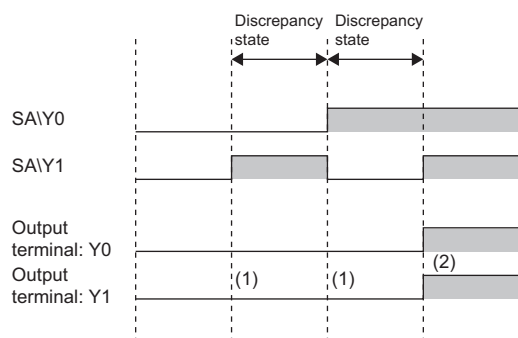 Discrepancy
state
Discrepancy
state
SA\Y0
SA\Y1
Output
terminal: Y0
(2)
Output
terminal: Y1
(1)
(1)